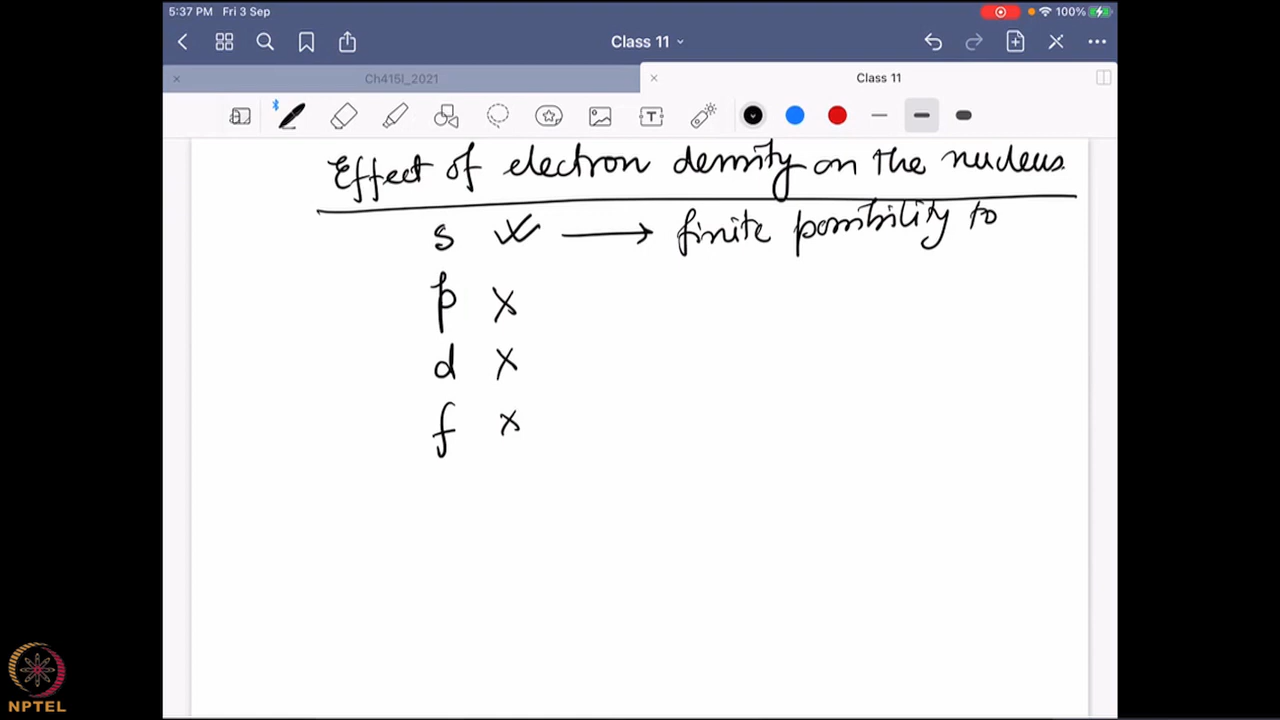 5:37 PM Fri 3 Sep
100%
Class 11
Ch415I_2021
Class 11
T
Effect of electron density on the nucleus
s → finite possibility to
p ×
d ×
f ×
NPTEL